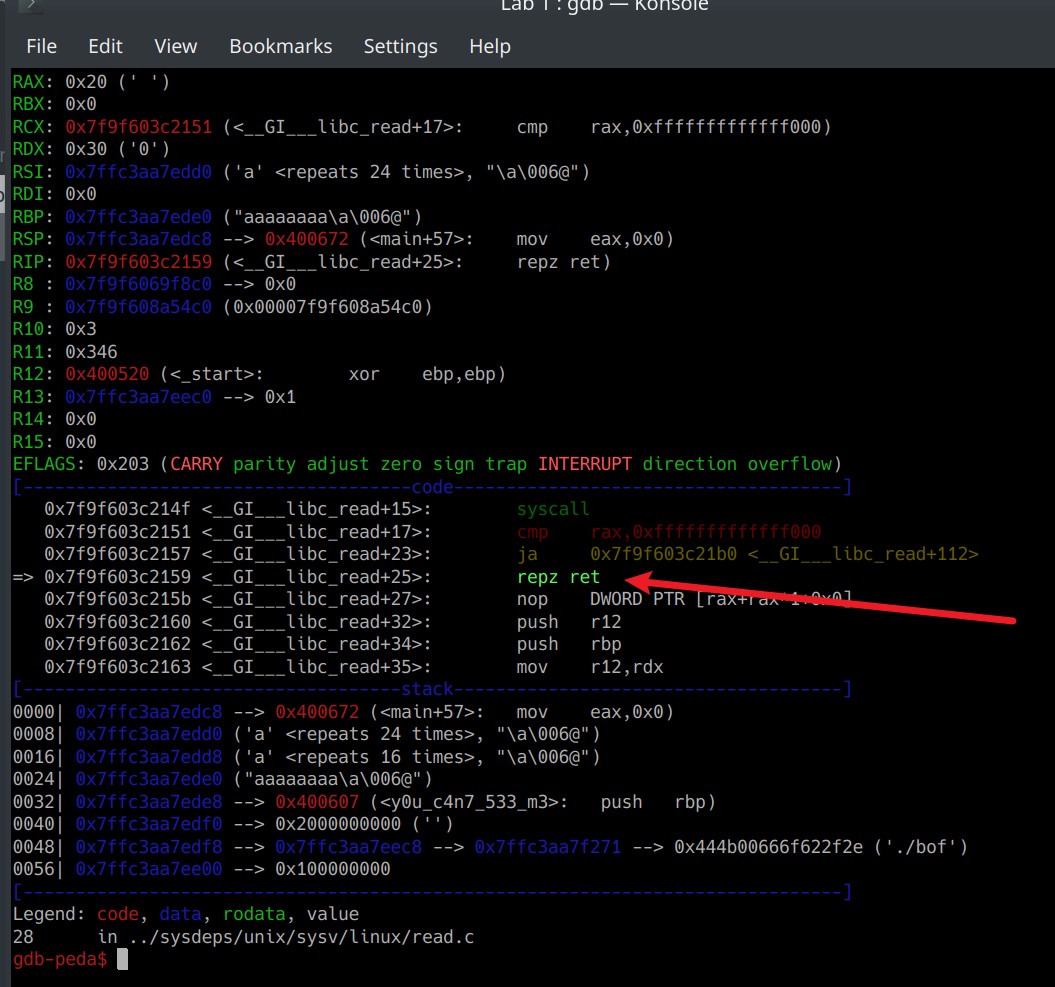 Lab 1 : gdb — Konsole
File Edit View Bookmarks Settings Help
RAX: 0x20 (' ')
RBX: 0x0
RCX: 0x7f9f603c2151 (<__GI___libc_read+17>: cmp rax,0xfffffffffffff000)
RDX: 0x30 ('0')
RSI: 0x7ffc3aa7edd0 ('a' <repeats 24 times>, "\a\006@")
RDI: 0x0
RBP: 0x7ffc3aa7ede0 ("aaaaaaaa\a\006@")
RSP: 0x7ffc3aa7edc8 --> 0x400672 (<main+57>: mov eax,0x0)
RIP: 0x7f9f603c2159 (<__GI___libc_read+25>: repz ret)
R8 : 0x7f9f6069f8c0 --> 0x0
R9 : 0x7f9f608a54c0 (0x00007f9f608a54c0)
R10: 0x3
R11: 0x346
R12: 0x400520 (<_start>: xor ebp,ebp)
R13: 0x7ffc3aa7eec0 --> 0x1
R14: 0x0
R15: 0x0
EFLAGS: 0x203 (CARRY parity adjust zero sign trap INTERRUPT direction overflow)
[-------------------------------------code-------------------------------------]
0x7f9f603c214f <__GI___libc_read+15>: syscall
0x7f9f603c2151 <__GI___libc_read+17>: cmp rax,0xfffffffffffff000
0x7f9f603c2157 <__GI___libc_read+23>: ja 0x7f9f603c21b0 <__GI___libc_read+112>
=> 0x7f9f603c2159 <__GI___libc_read+25>: repz ret
0x7f9f603c215b <__GI___libc_read+27>: nop DWORD PTR [rax+rax*1+0x0]
0x7f9f603c2160 <__GI___libc_read+32>: push r12
0x7f9f603c2162 <__GI___libc_read+34>: push rbp
0x7f9f603c2163 <__GI___libc_read+35>: mov r12,rdx
[------------------------------------stack-------------------------------------]
0000| 0x7ffc3aa7edc8 --> 0x400672 (<main+57>: mov eax,0x0)
0008| 0x7ffc3aa7edd0 ('a' <repeats 24 times>, "\a\006@")
0016| 0x7ffc3aa7edd8 ('a' <repeats 16 times>, "\a\006@")
0024| 0x7ffc3aa7ede0 ("aaaaaaaa\a\006@")
0032| 0x7ffc3aa7ede8 --> 0x400607 (<y0u_c4n7_533_m3>: push rbp)
0040| 0x7ffc3aa7edf0 --> 0x2000000000 ('')
0048| 0x7ffc3aa7edf8 --> 0x7ffc3aa7eec8 --> 0x7ffc3aa7f271 --> 0x444b00666f622f2e ('./bof')
0056| 0x7ffc3aa7ee00 --> 0x100000000
[------------------------------------------------------------------------------]
Legend: code, data, rodata, value
28 in ../sysdeps/unix/sysv/linux/read.c
gdb-peda$